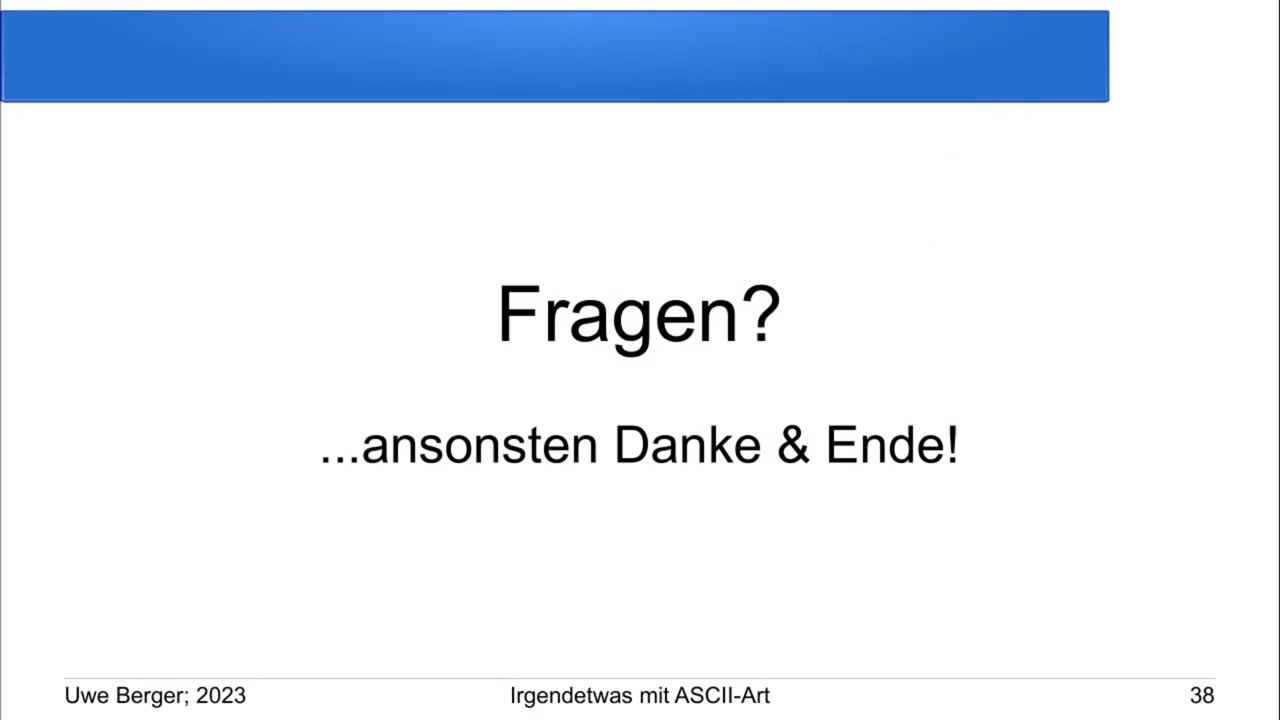 Fragen?
...ansonsten Danke & Ende!
Uwe Berger; 2023 Irgendetwas mit ASCII-Art 38